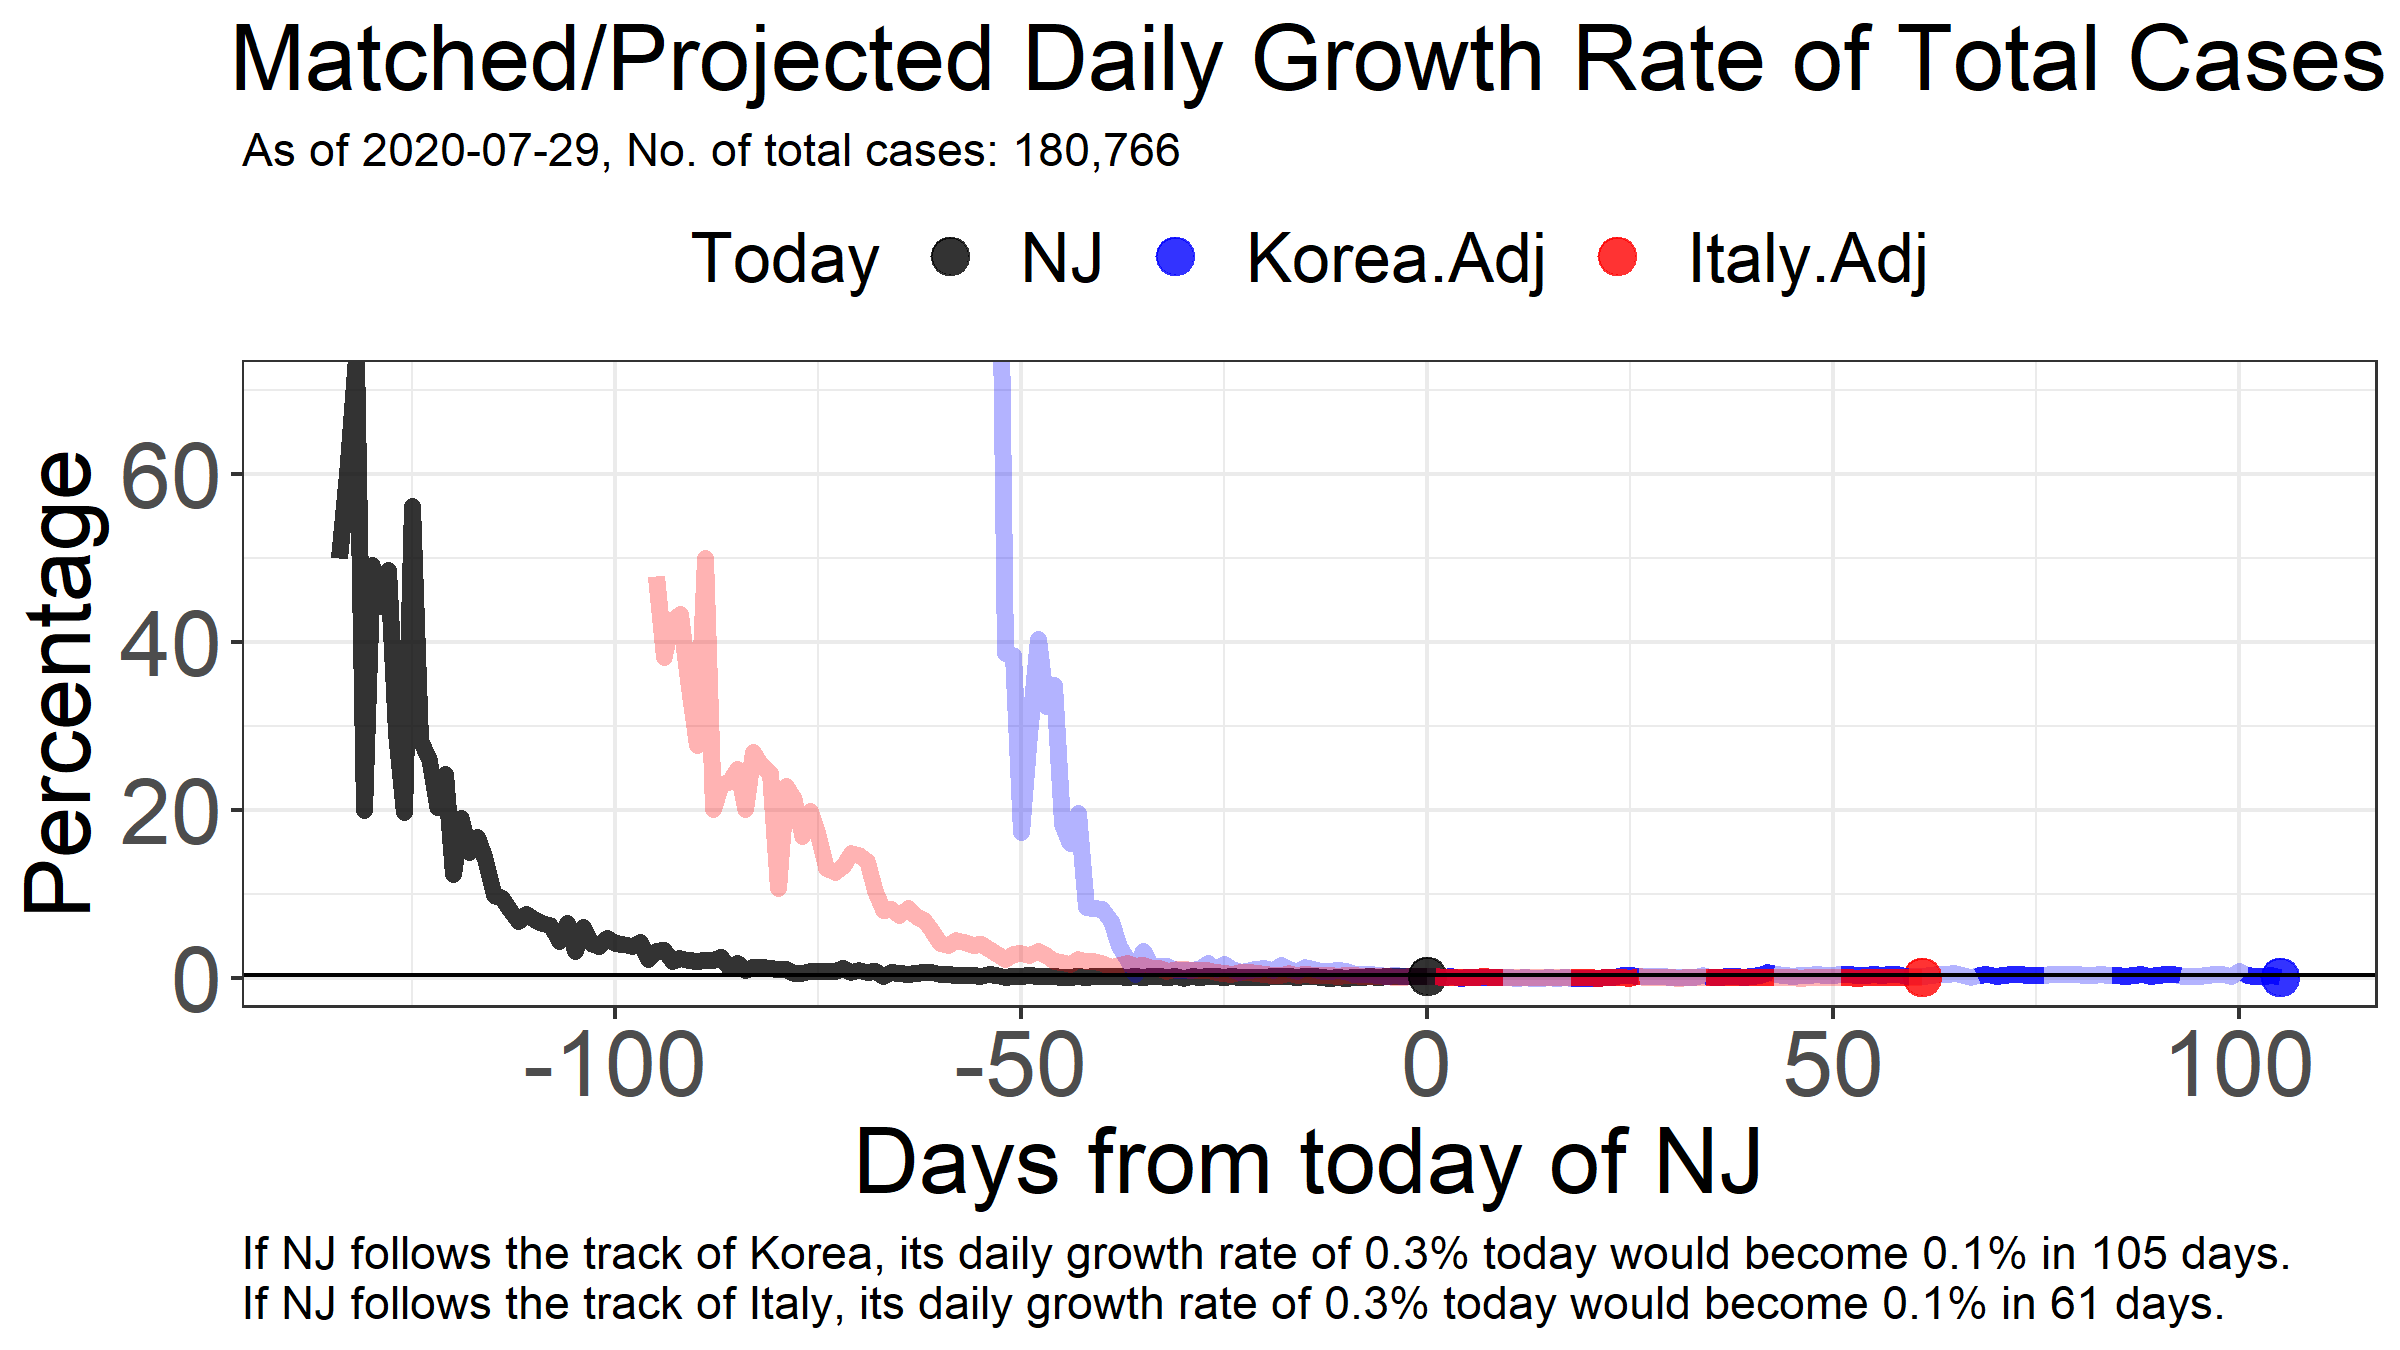 Matched/Projected Daily Growth Rate of Total Cases
As of 2020-07-29, No. of total cases: 180,766
Today NJ Korea.Adj Italy.Adj
Percentage
60
40
20
0
-100 -50 0 50 100
Days from today of NJ
If NJ follows the track of Korea, its daily growth rate of 0.3% today would become 0.1% in 105 days.
If NJ follows the track of Italy, its daily growth rate of 0.3% today would become 0.1% in 61 days.